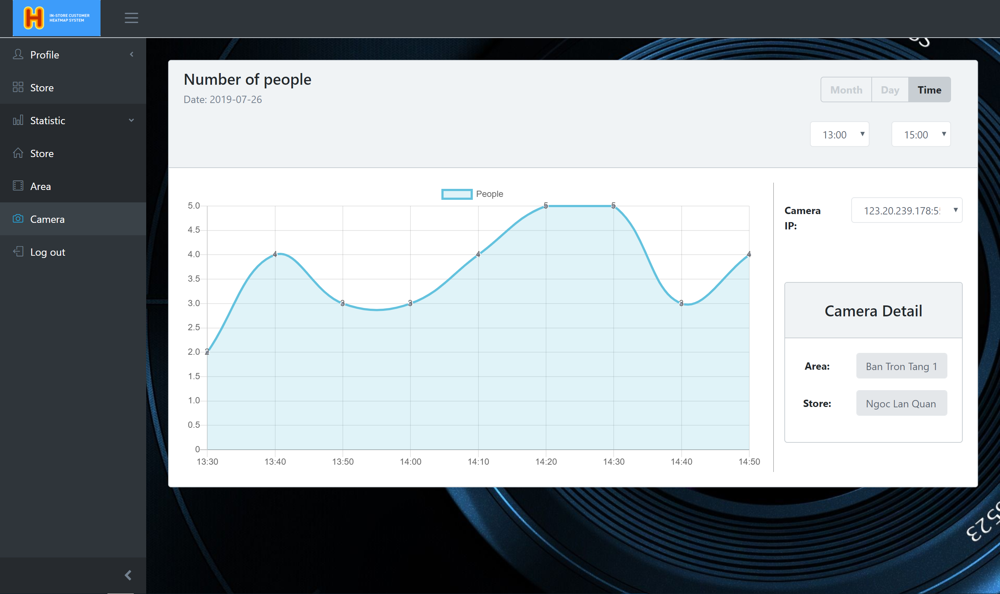 IN-STORE CUSTOMER
HEATMAP SYSTEM
Profile
Store
Statistic
Store
Area
Camera
Log out
Number of people
Date: 2019-07-26
Month Day Time
13:00 15:00
People
5.0
4.5
4.0
3.5
3.0
2.5
2.0
1.5
1.0
0.5
0
2 4 3 3 4 5 5 3 4
13:30 13:40 13:50 14:00 14:10 14:20 14:30 14:40 14:50
Camera
IP:
123.20.239.178:5
Camera Detail
Area: Ban Tron Tang 1
Store: Ngoc Lan Quan